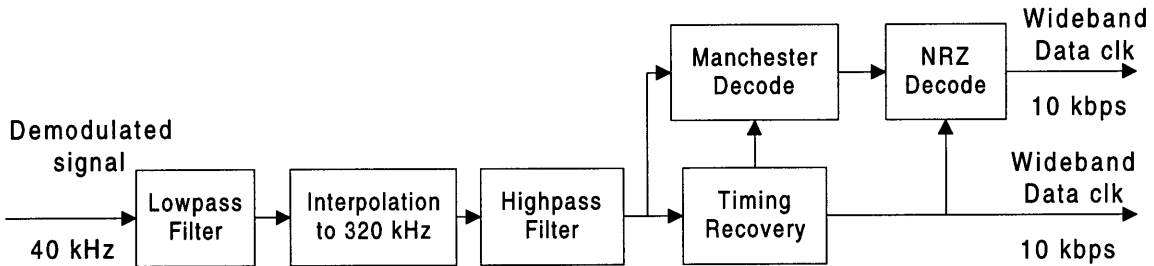 Demodulated
signal
40 kHz
Lowpass
Filter
Interpolation
to 320 kHz
Highpass
Filter
Manchester
Decode
Timing
Recovery
NRZ
Decode
Wideband
Data clk
10 kbps
Wideband
Data clk
10 kbps